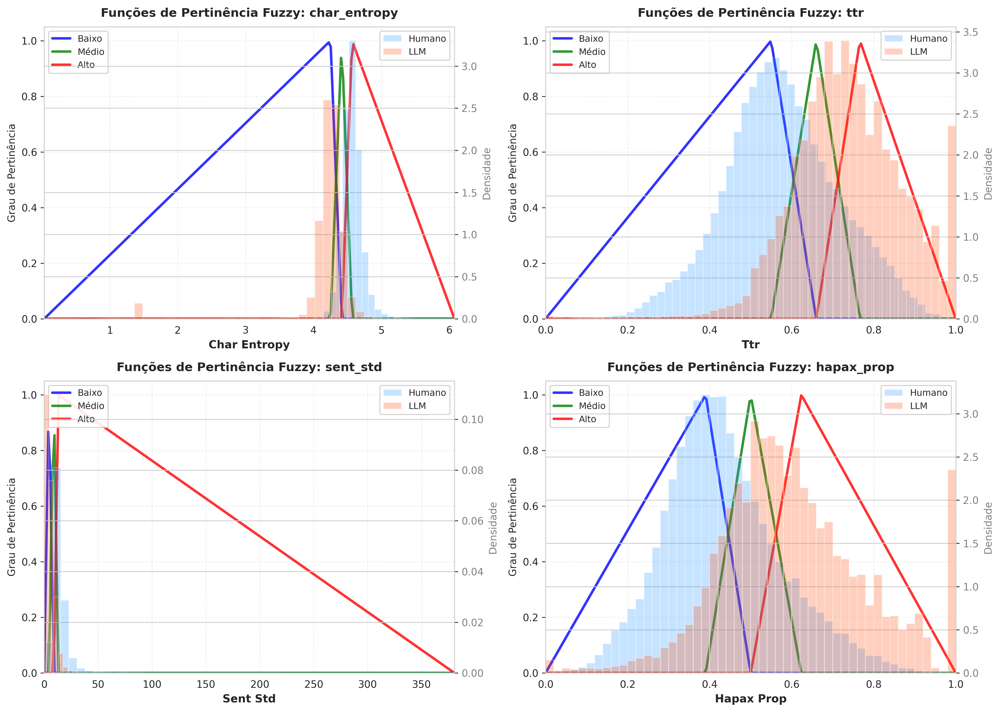 Funções de Pertinência Fuzzy: char_entropy
Baixo
Médio
Alto
Humano
LLM
1.0
0.8
0.6
0.4
0.2
0.0
Grau de Pertinência
3.0
2.5
2.0
1.5
1.0
0.5
0.0
Densidade
1 2 3 4 5 6
Char Entropy
Funções de Pertinência Fuzzy: ttr
Baixo
Médio
Alto
Humano
LLM
1.0
0.8
0.6
0.4
0.2
0.0
Grau de Pertinência
3.5
3.0
2.5
2.0
1.5
1.0
0.5
0.0
Densidade
0.0 0.2 0.4 0.6 0.8 1.0
Ttr
Funções de Pertinência Fuzzy: sent_std
Baixo
Médio
Alto
Humano
LLM
1.0
0.8
0.6
0.4
0.2
0.0
Grau de Pertinência
0.10
0.08
0.06
0.04
0.02
0.00
Densidade
0 50 100 150 200 250 300 350
Sent Std
Funções de Pertinência Fuzzy: hapax_prop
Baixo
Médio
Alto
Humano
LLM
1.0
0.8
0.6
0.4
0.2
0.0
Grau de Pertinência
3.0
2.5
2.0
1.5
1.0
0.5
0.0
Densidade
0.0 0.2 0.4 0.6 0.8 1.0
Hapax Prop